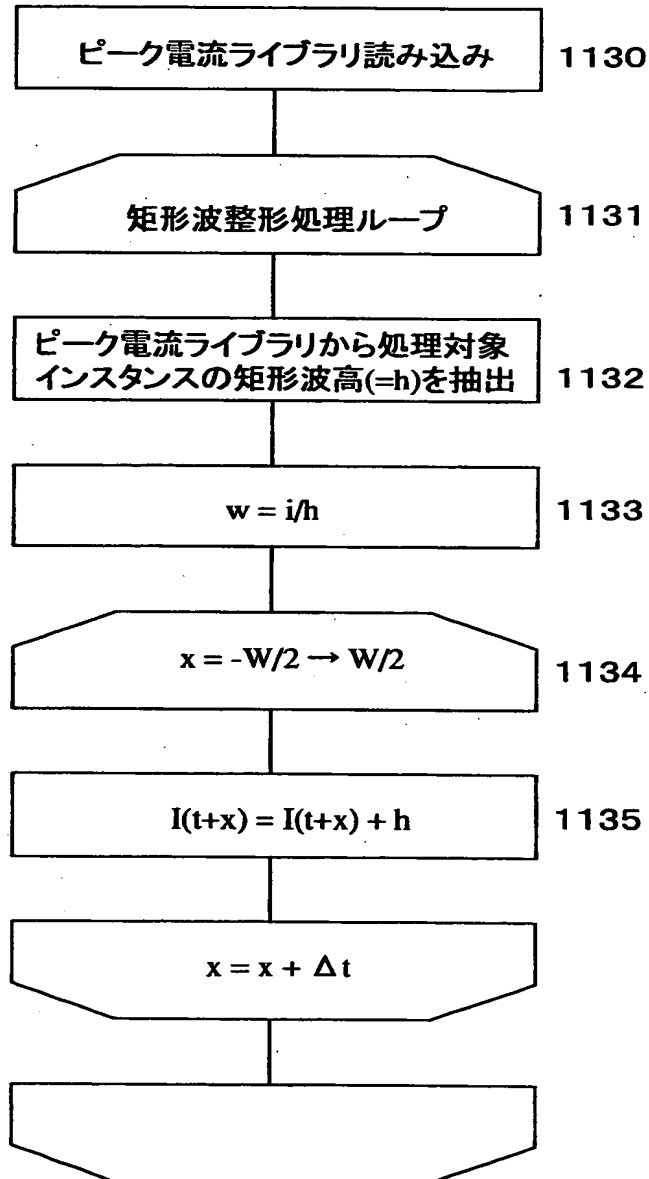 ピーク電流ライブラリ読み込み 1130
矩形波整形処理ループ 1131
ピーク電流ライブラリから処理対象
インスタンスの矩形波高(=h)を抽出 1132
w = i/h 1133
x = -W/2 → W/2 1134
I(t+x) = I(t+x) + h 1135
x = x + Δt